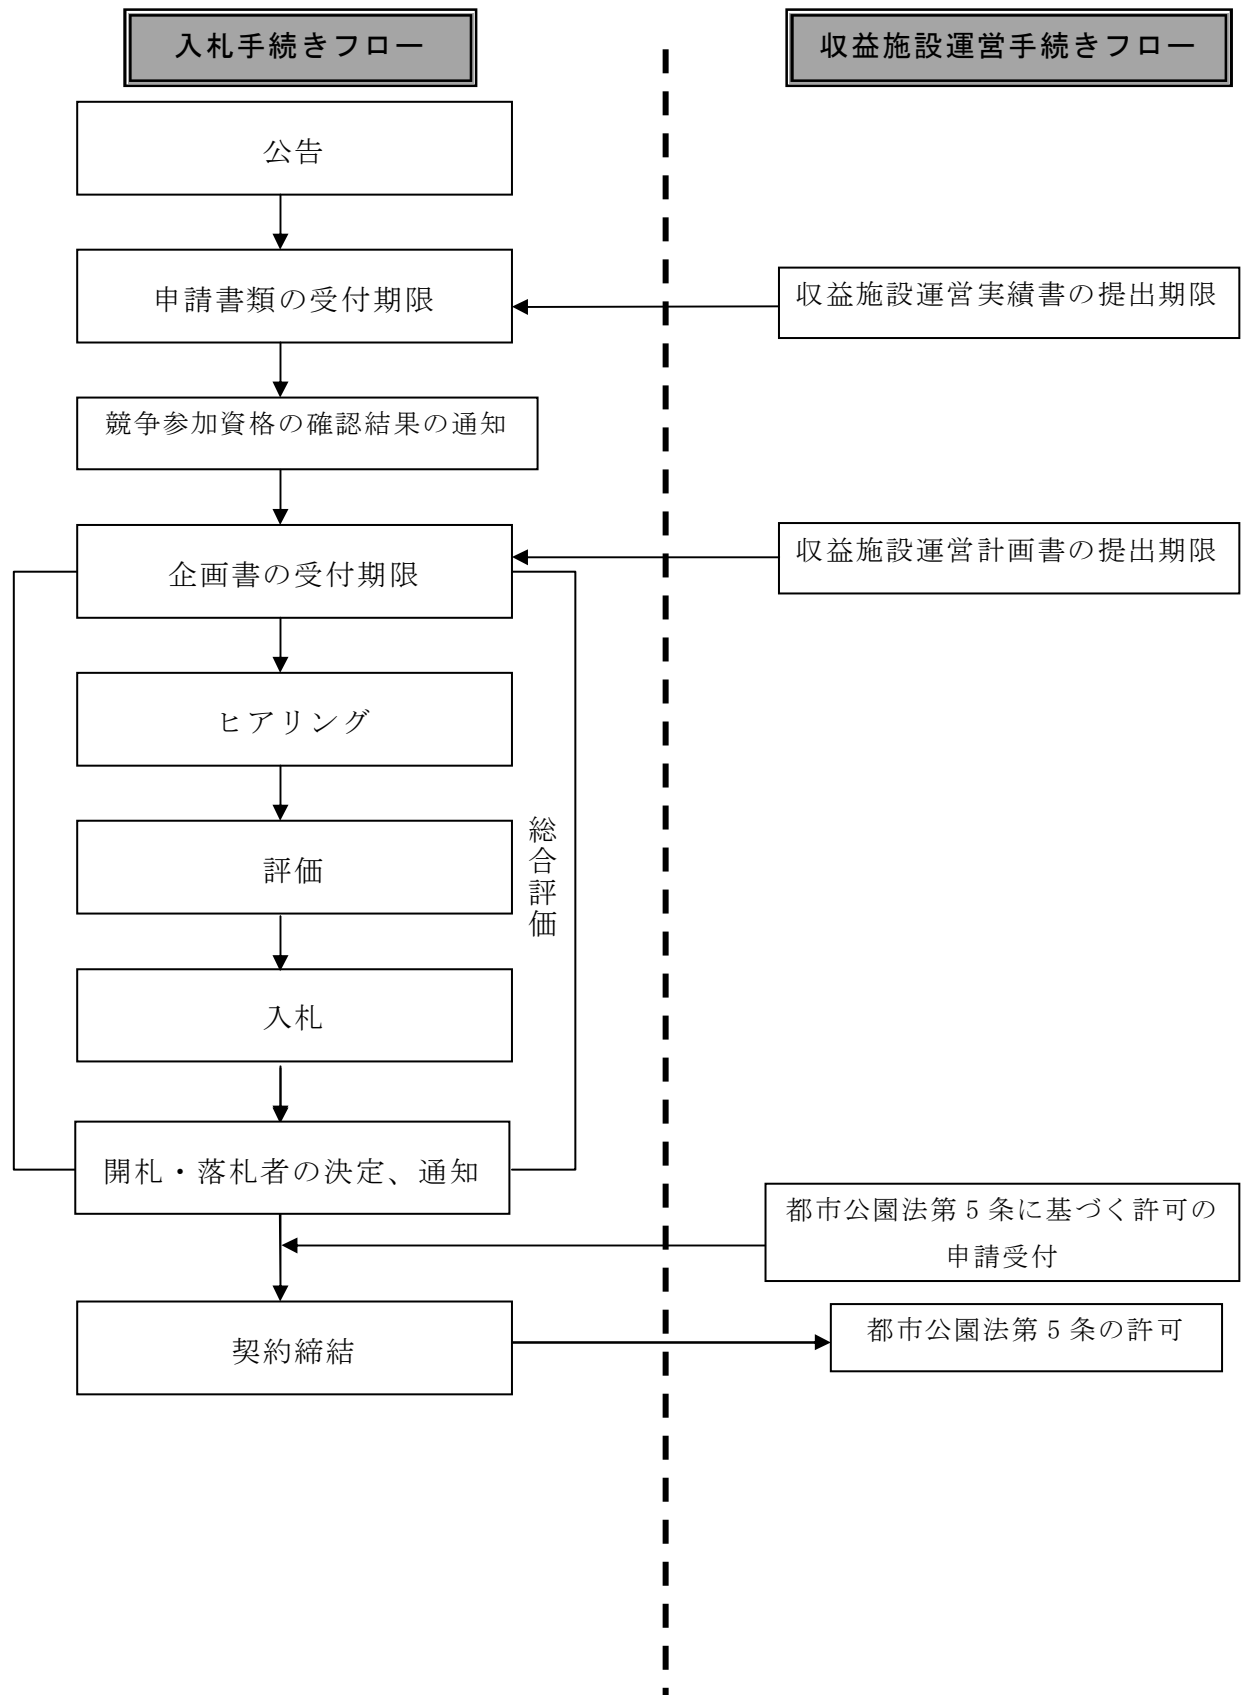 入札手続きフロー
収益施設運営手続きフロー
公告
申請書類の受付期限
収益施設運営実績書の提出期限
競争参加資格の確認結果の通知
企画書の受付期限
収益施設運営計画書の提出期限
ヒアリング
評価
総合評価
入札
開札・落札者の決定、通知
都市公園法第5条に基づく許可の
申請受付
契約締結
都市公園法第5条の許可